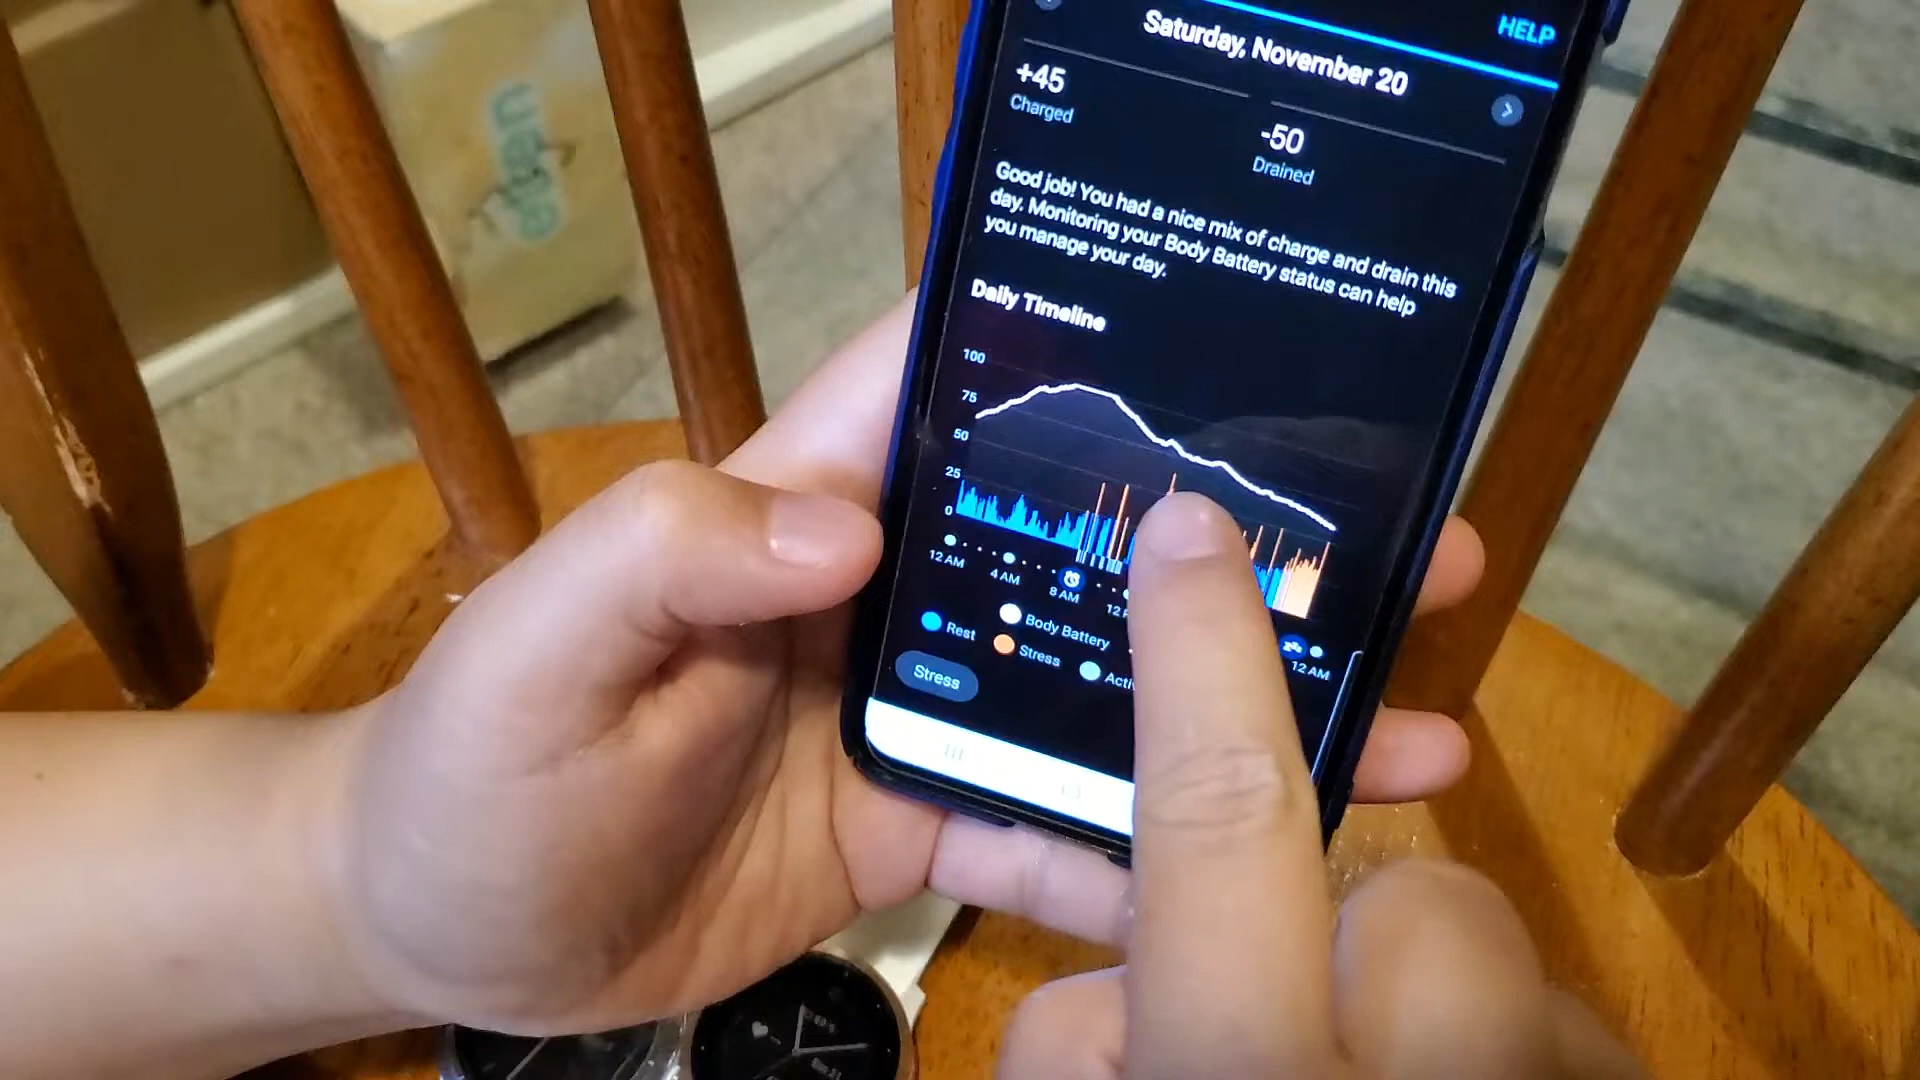 HELP
Saturday, November 20
+45
Charged
-50
Drained
Good job! You had a nice mix of charge and drain this
day. Monitoring your Body Battery status can help
you manage your day.
Daily Timeline
100
75
50
25
0
12 AM
4 AM
8 AM
12
12 AM
Body Battery
Rest
Stress
Stress